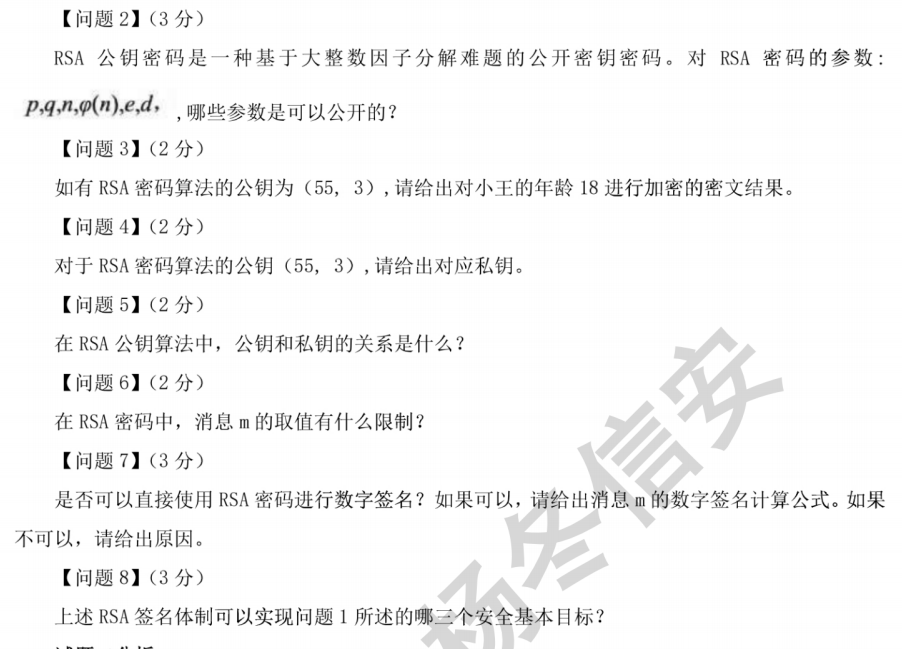 【问题 2】（3 分）
RSA 公钥密码是一种基于大整数因子分解难题的公开密钥密码。对 RSA 密码的参数：
p,q,n,φ(n),e,d， ,哪些参数是可以公开的？
【问题 3】（2 分）
如有 RSA 密码算法的公钥为（55, 3）,请给出对小王的年龄 18 进行加密的密文结果。
【问题 4】（2 分）
对于 RSA 密码算法的公钥（55, 3）,请给出对应私钥。
【问题 5】（2 分）
在 RSA 公钥算法中，公钥和私钥的关系是什么？
【问题 6】（2 分）
在 RSA 密码中，消息 m 的取值有什么限制？
【问题 7】（3 分）
是否可以直接使用 RSA 密码进行数字签名？如果可以，请给出消息 m 的数字签名计算公式。如果
不可以，请给出原因。
【问题 8】（3 分）
上述 RSA 签名体制可以实现问题 1 所述的哪三个安全基本目标？
杨冬信安